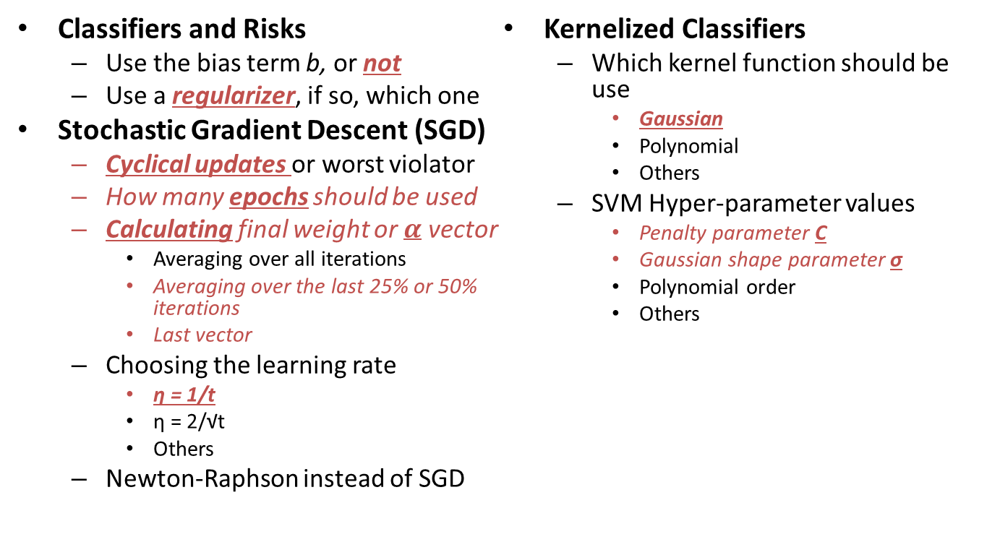 • Classifiers and Risks
– Use the bias term b, or not
– Use a regularizer, if so, which one
• Stochastic Gradient Descent (SGD)
– Cyclical updates or worst violator
– How many epochs should be used
– Calculating final weight or α vector
• Averaging over all iterations
• Averaging over the last 25% or 50%
iterations
• Last vector
– Choosing the learning rate
• η = 1/t
• η = 2/√t
• Others
– Newton-Raphson instead of SGD
• Kernelized Classifiers
– Which kernel function should be
use
• Gaussian
• Polynomial
• Others
– SVM Hyper-parameter values
• Penalty parameter C
• Gaussian shape parameter σ
• Polynomial order
• Others